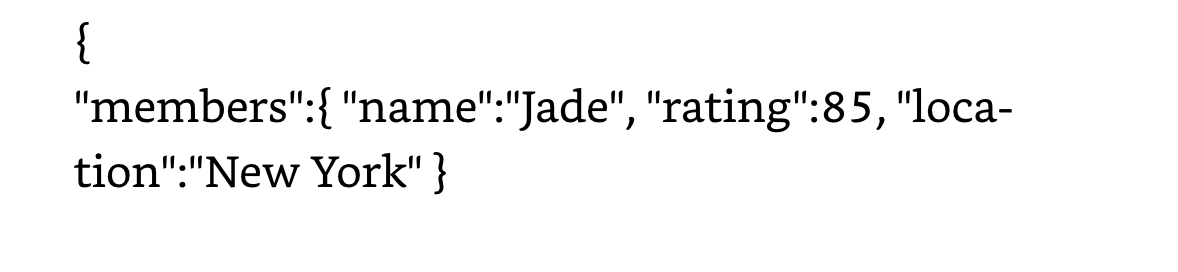 {
"members":{ "name":"Jade", "rating":85, "loca-
tion":"New York" }